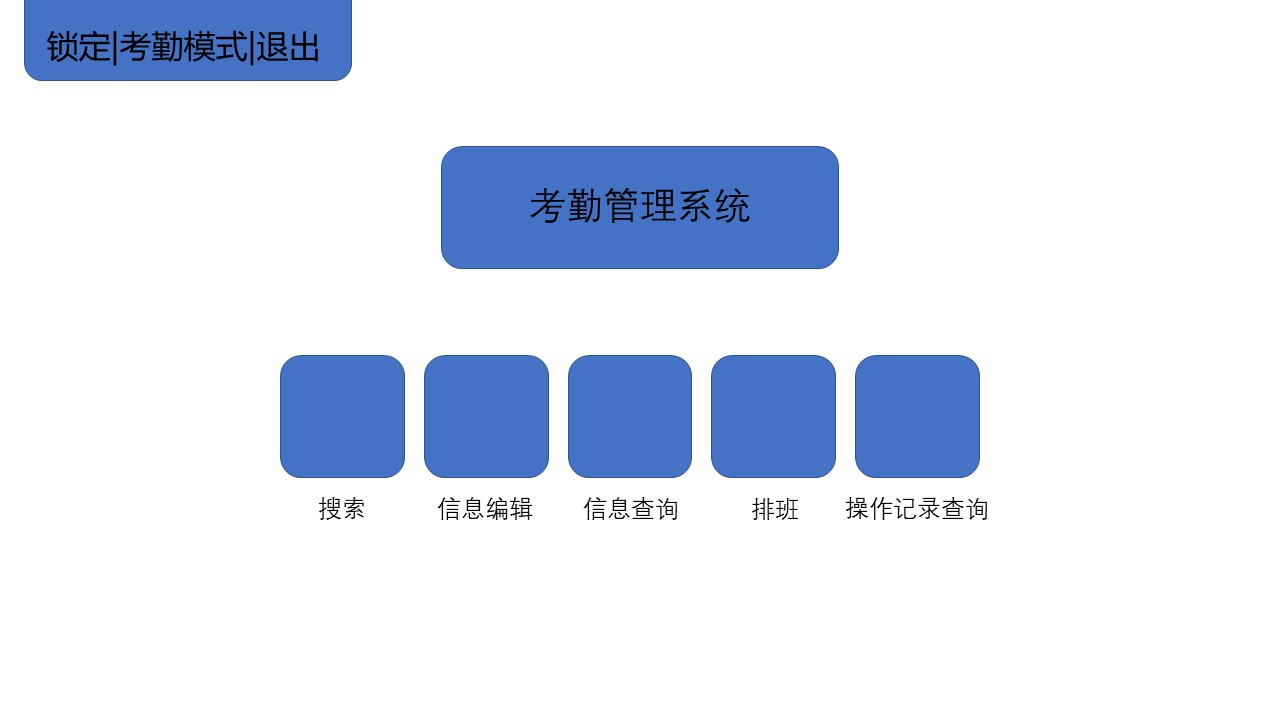 锁定|考勤模式|退出
考勤管理系统
搜索
信息编辑
信息查询
排班
操作记录查询